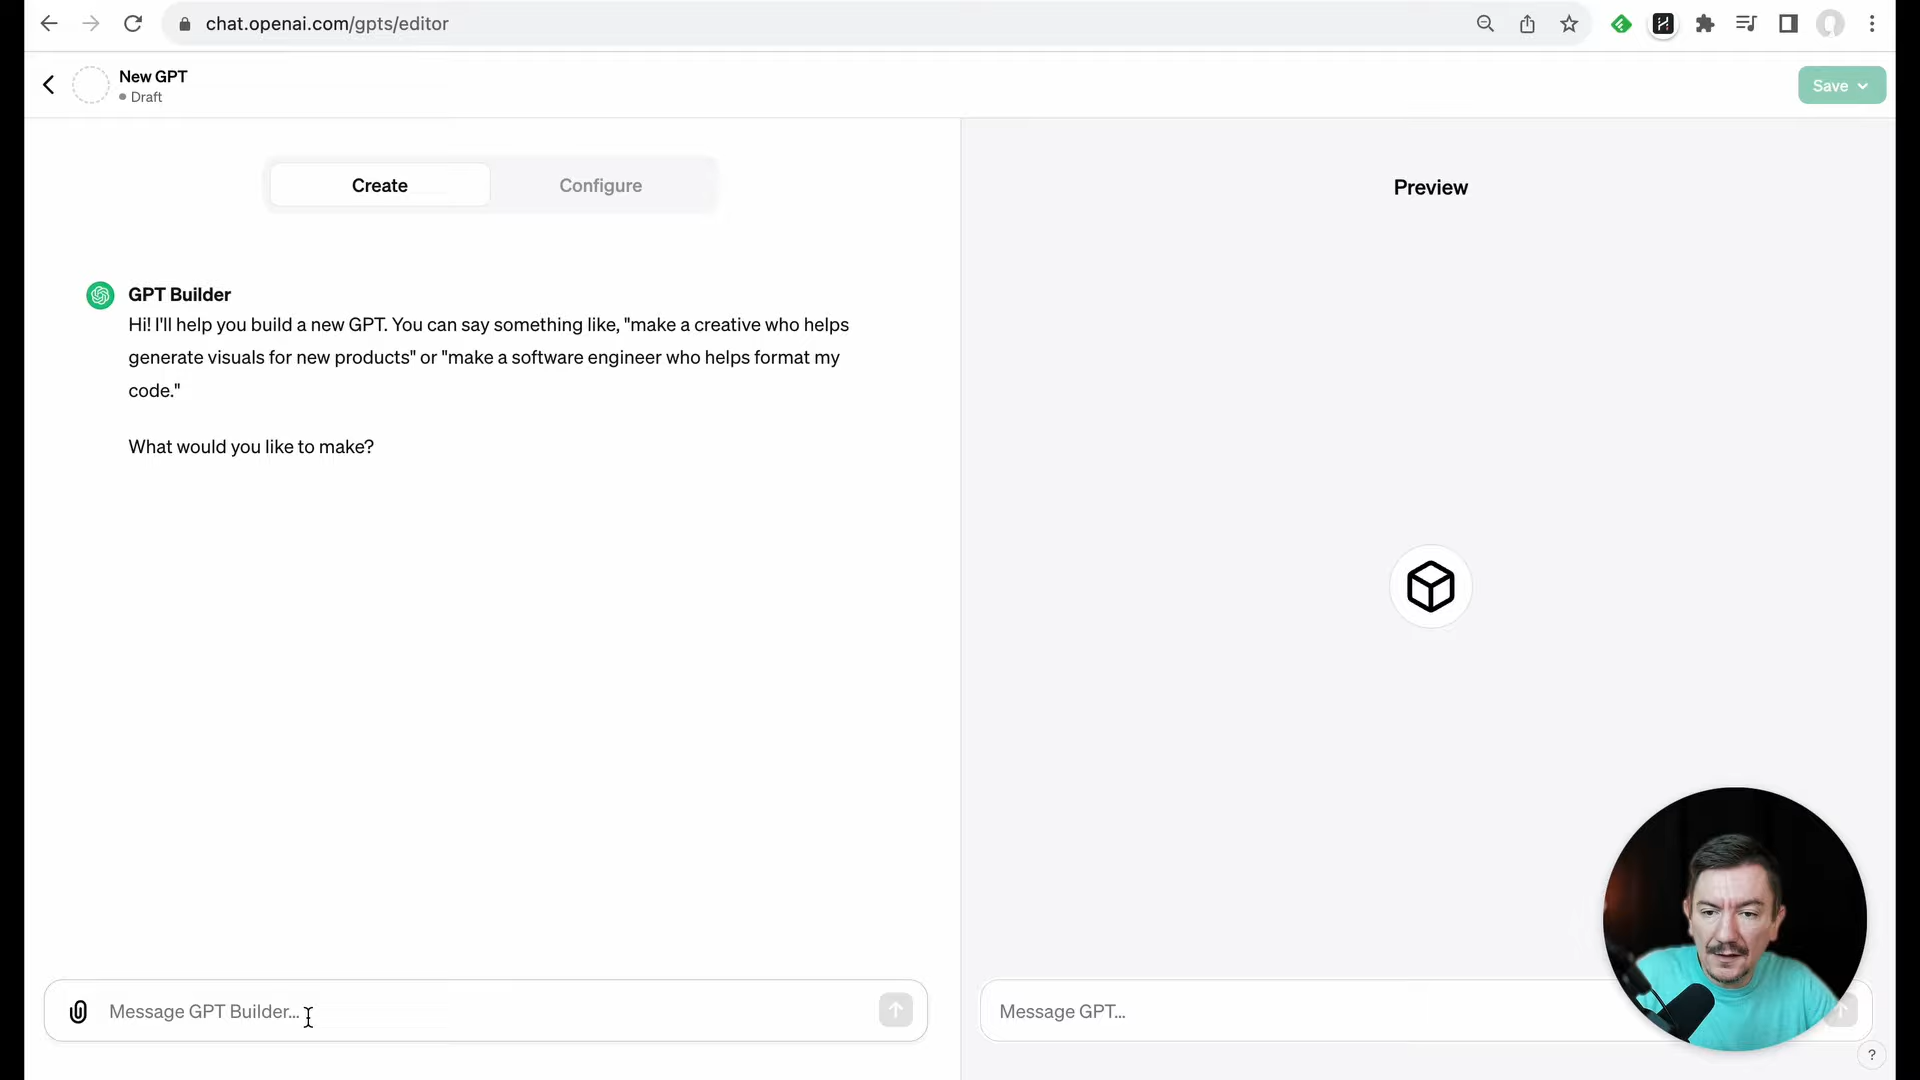 chat.openai.com/gpts/editor
New GPT
Draft
Save
Create
Configure
Preview
GPT Builder
Hi! I'll help you build a new GPT. You can say something like, "make a creative who helps
generate visuals for new products" or "make a software engineer who helps format my
code."
What would you like to make?
Message GPT Builder...
Message GPT...
?